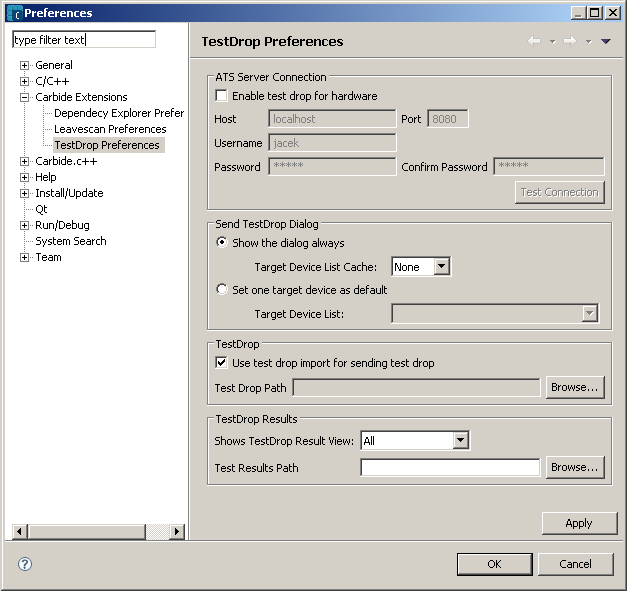 Preferences
type filter text
General
C/C++
Carbide Extensions
Dependecy Explorer Prefer
Leavescan Preferences
TestDrop Preferences
Carbide.c++
Help
Install/Update
Qt
Run/Debug
System Search
Team
TestDrop Preferences
ATS Server Connection
Enable test drop for hardware
Host localhost Port 8080
Username jacek
Password ***** Confirm Password *****
Test Connection
Send TestDrop Dialog
Show the dialog always
Target Device List Cache: None
Set one target device as default
Target Device List:
TestDrop
Use test drop import for sending test drop
Test Drop Path Browse...
TestDrop Results
Shows TestDrop Result View: All
Test Results Path Browse...
Apply
OK Cancel